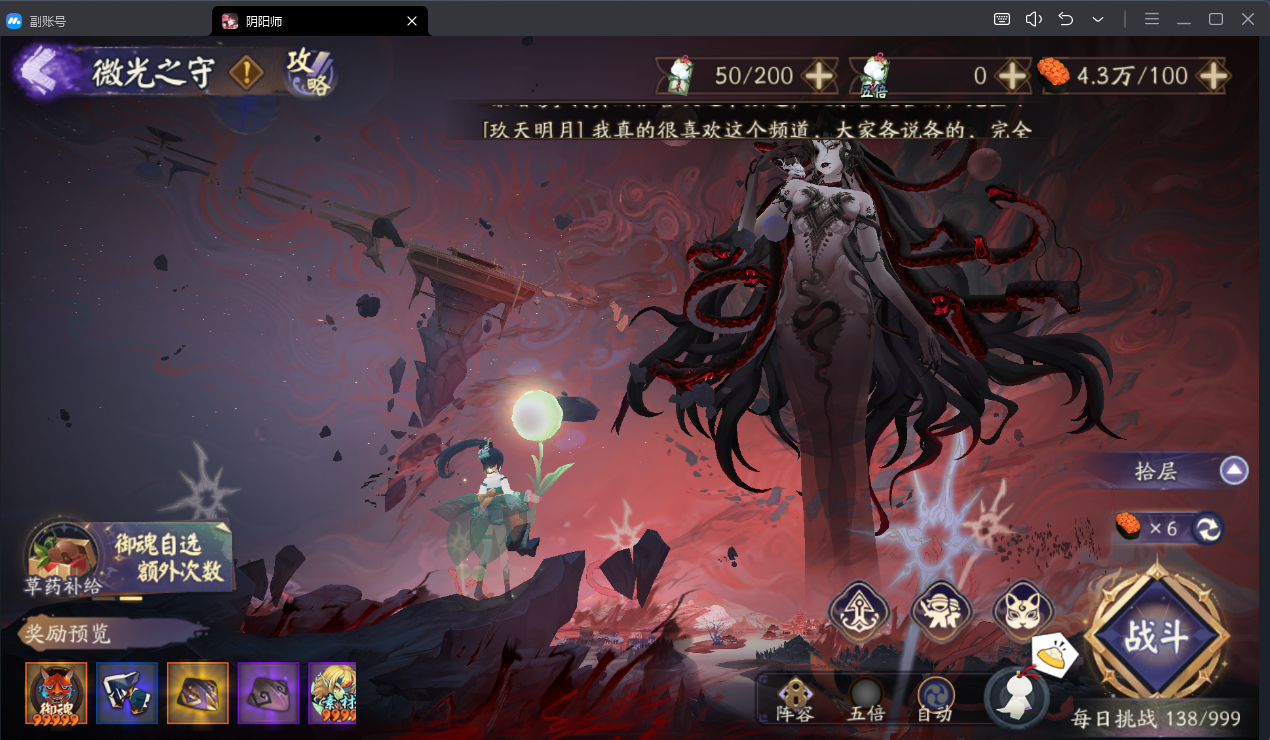 副账号
阴阳师
微光之守
攻略
50/200
五倍
0
4.3万/100
[玖天明月] 我真的很喜欢这个频道，大家各说各的，完全
拾层
×6
御魂自选
额外次数
草药补给
奖励预览
御魂
99999
战斗
阵容
五倍
自动
每日挑战 138/999